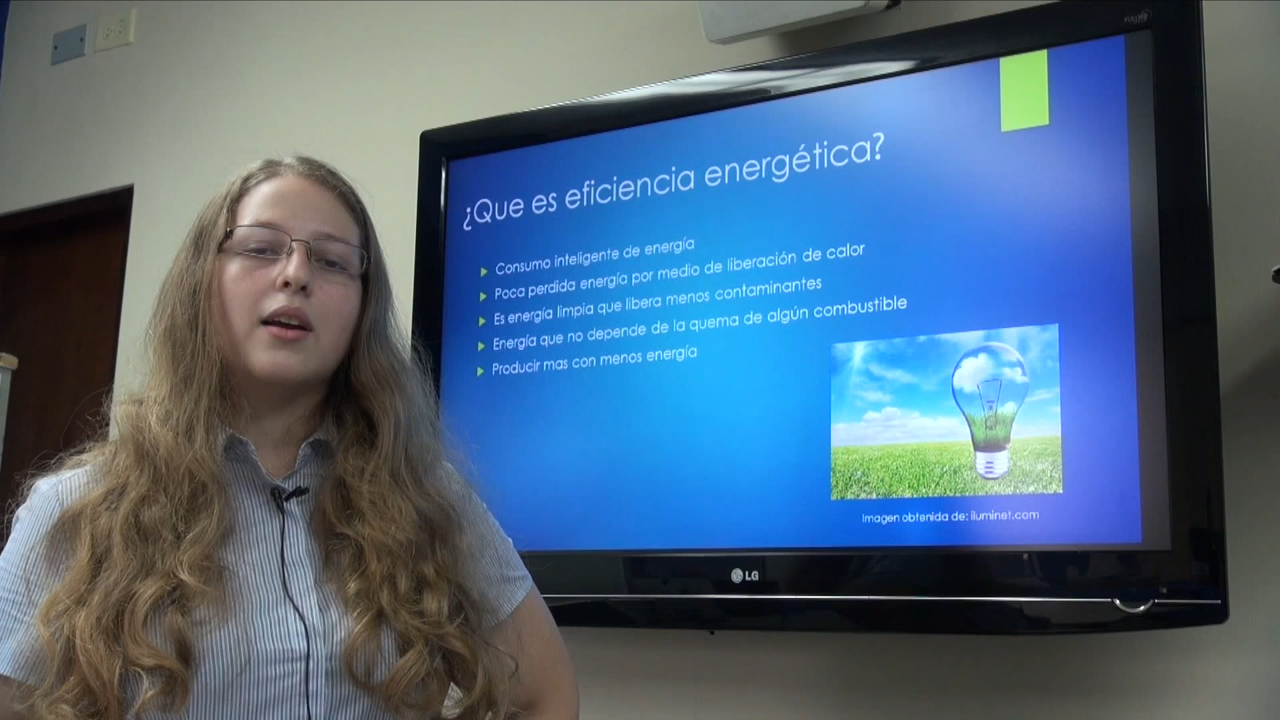 ¿Que es eficiencia energética?
Consumo inteligente de energía
Poca perdida energía por medio de liberación de calor
Es energía limpia que libera menos contaminantes
Energía que no depende de la quema de algún combustible
Producir mas con menos energía
Imagen obtenida de: iluminet.com
LG